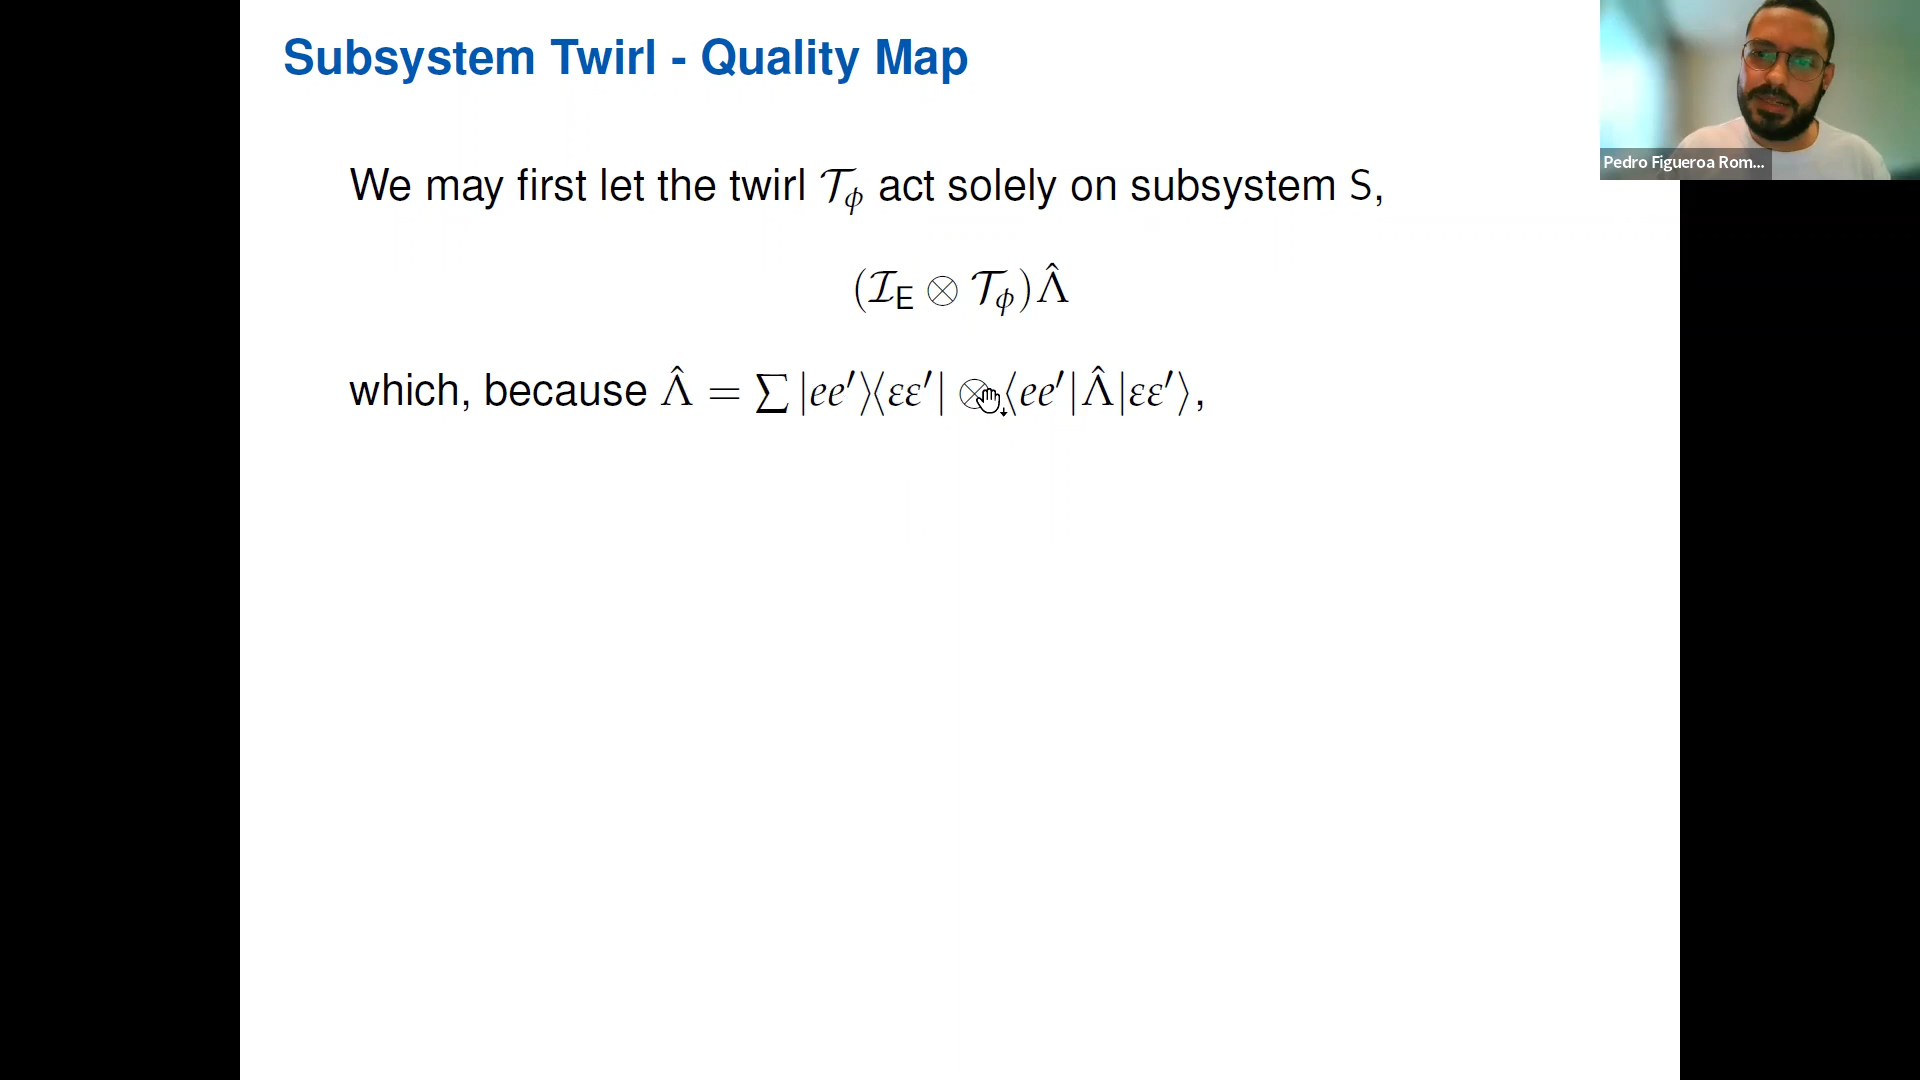 Subsystem Twirl - Quality Map
Pedro Figueroa Rom...
We may first let the twirl 𝒯_ϕ act solely on subsystem S,
(ℐ_E ⊗ 𝒯_ϕ)Λ̂
which, because Λ̂ = ∑ |ee′⟩⟨εε′| ⊗ ⟨ee′|Λ̂|εε′⟩,